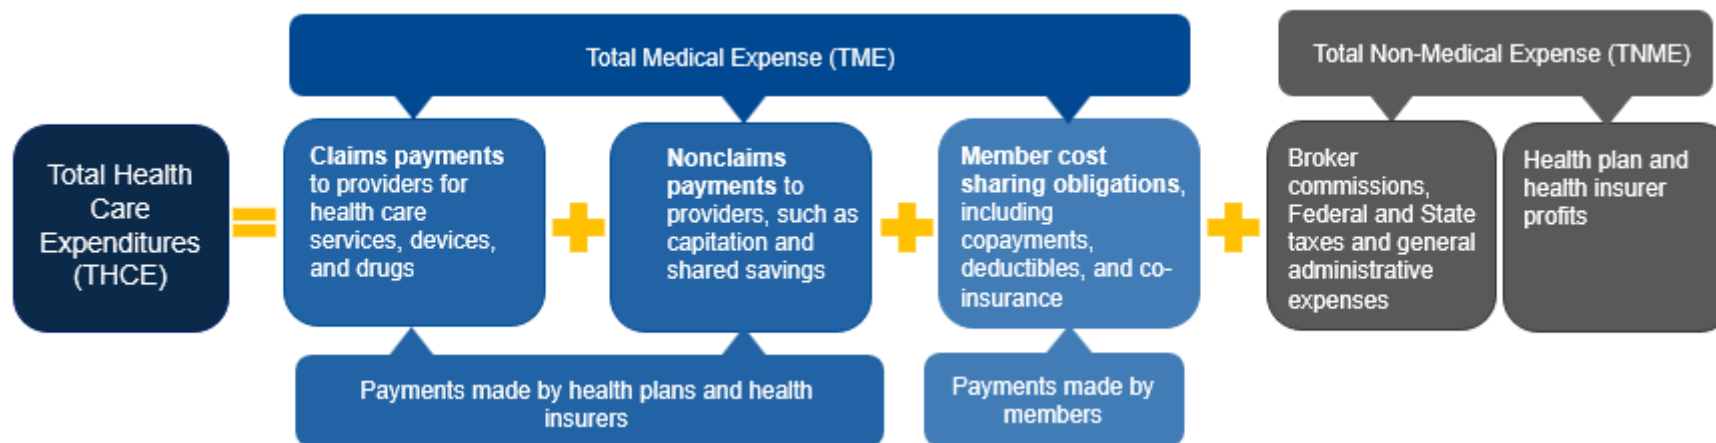 Total Medical Expense (TME)
Total Non-Medical Expense (TNME)
Total Health
Care
Expenditures
(THCE)
=
Claims payments
to providers for
health care
services, devices,
and drugs
+
Nonclaims
payments to
providers, such as
capitation and
shared savings
+
Member cost
sharing obligations,
including
copayments,
deductibles, and co-
insurance
+
Broker
commissions,
Federal and State
taxes and general
administrative
expenses
Health plan and
health insurer
profits
Payments made by health plans and health
insurers
Payments made by
members